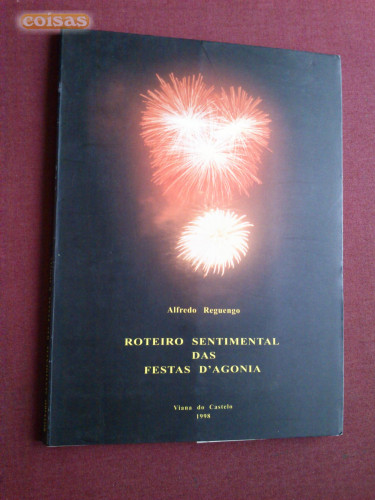 coisas
Alfredo Reguengo
ROTEIRO SENTIMENTAL
DAS
FESTAS D'AGONIA
Viana do Castelo
1998